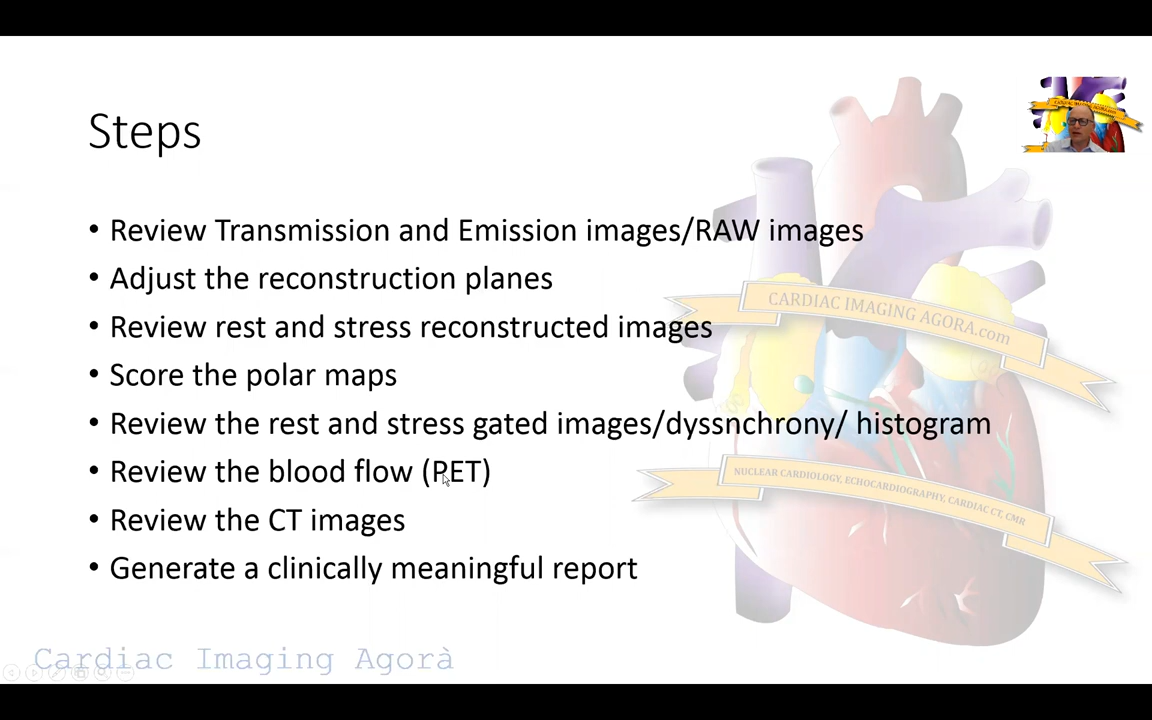 Steps
• Review Transmission and Emission images/RAW images
• Adjust the reconstruction planes
• Review rest and stress reconstructed images
• Score the polar maps
• Review the rest and stress gated images/dyssnchrony/ histogram
• Review the blood flow (PET)
• Review the CT images
• Generate a clinically meaningful report
CARDIAC IMAGING AGORA.com
NUCLEAR CARDIOLOGY, ECHOCARDIOGRAPHY, CARDIAC CT, CMR
Cardiac Imaging Agorà